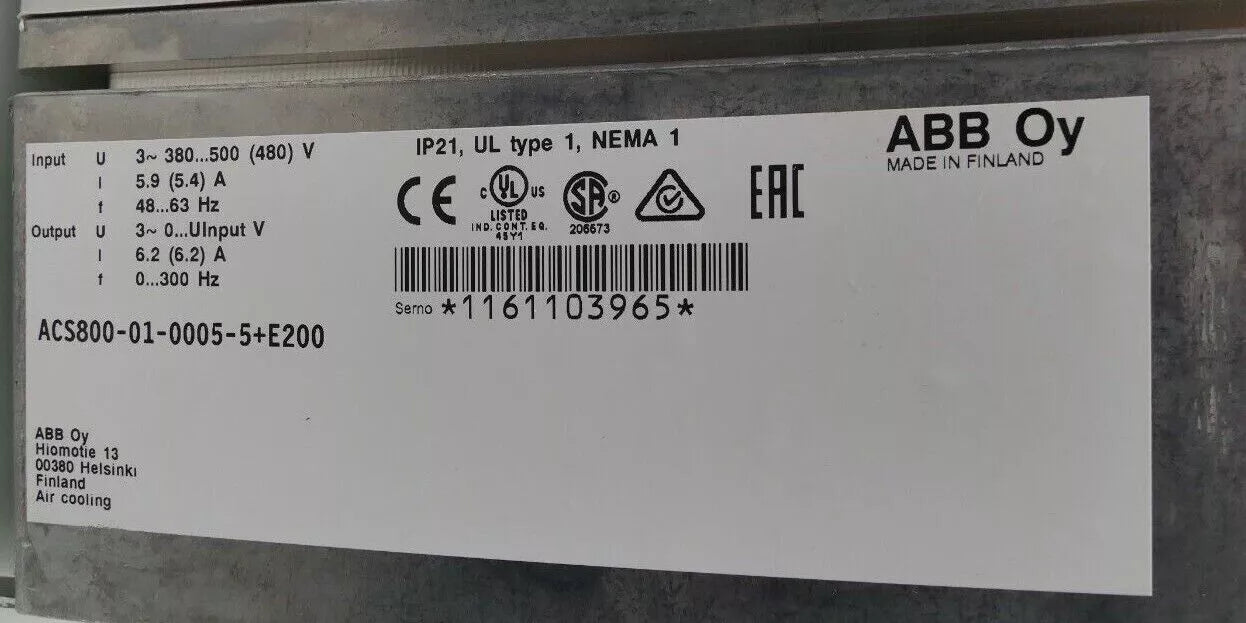 Input U 3~ 380...500 (480) V
I 5.9 (5.4) A
f 48...63 Hz
Output U 3~ 0...UInput V
I 6.2 (6.2) A
f 0...300 Hz
ACS800-01-0005-5+E200
ABB Oy
Hiomotie 13
00380 Helsinki
Finland
Air cooling
IP21, UL type 1, NEMA 1
CE
C UL US
LISTED
IND. CONT. EQ.
45Y1
SA ®
206673
EAC
Serno *1161103965*
ABB Oy
MADE IN FINLAND